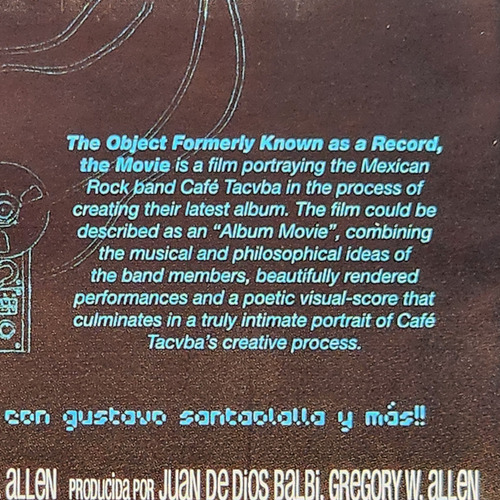 The Object Formerly Known as a Record,
the Movie is a film portraying the Mexican
Rock band Café Tacvba in the process of
creating their latest album. The film could be
described as an “Album Movie”, combining
the musical and philosophical ideas of
the band members, beautifully rendered
performances and a poetic visual-score that
culminates in a truly intimate portrait of Café
Tacvba's creative process.
con gustavo santaolalla y más!!
ALLEN PRODUCIDA POR JUAN DE DIOS BALBI, GREGORY W. ALLEN